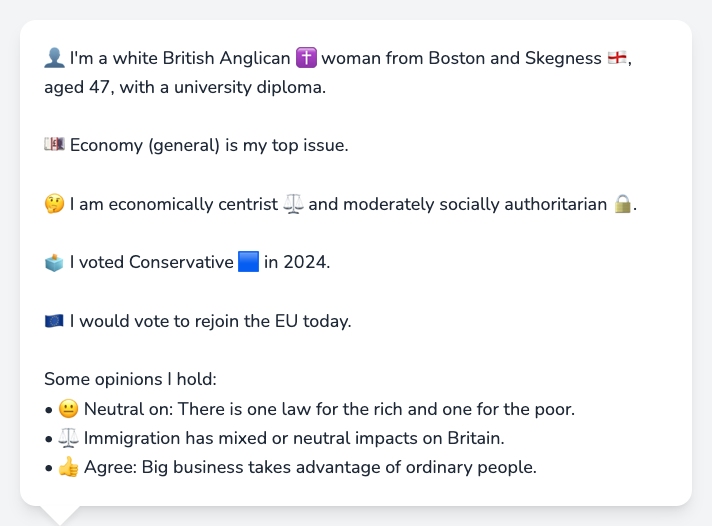 👤 I'm a white British Anglican ✝️ woman from Boston and Skegness 🏴󠁧󠁢󠁥󠁮󠁧󠁿,
aged 47, with a university diploma.
💷 Economy (general) is my top issue.
🤔 I am economically centrist ⚖️ and moderately socially authoritarian 🔒.
🗳️ I voted Conservative 🟦 in 2024.
🇪🇺 I would vote to rejoin the EU today.
Some opinions I hold:
• 😐 Neutral on: There is one law for the rich and one for the poor.
• ⚖️ Immigration has mixed or neutral impacts on Britain.
• 👍 Agree: Big business takes advantage of ordinary people.